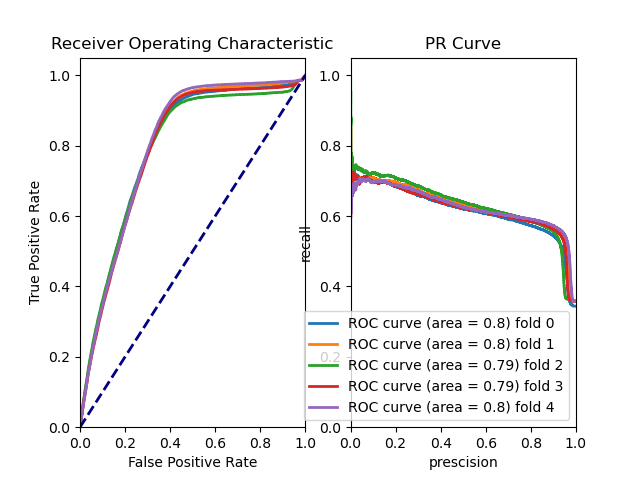 Receiver Operating Characteristic
PR Curve
1.0
0.8
0.6
0.4
0.2
0.0
True Positive Rate
0.0 0.2 0.4 0.6 0.8 1.0
False Positive Rate
1.0
0.8
0.6
0.4
0.2
0.0
recall
0.0 0.2 0.4 0.6 0.8 1.0
prescision
ROC curve (area = 0.8) fold 0
ROC curve (area = 0.8) fold 1
ROC curve (area = 0.79) fold 2
ROC curve (area = 0.79) fold 3
ROC curve (area = 0.8) fold 4